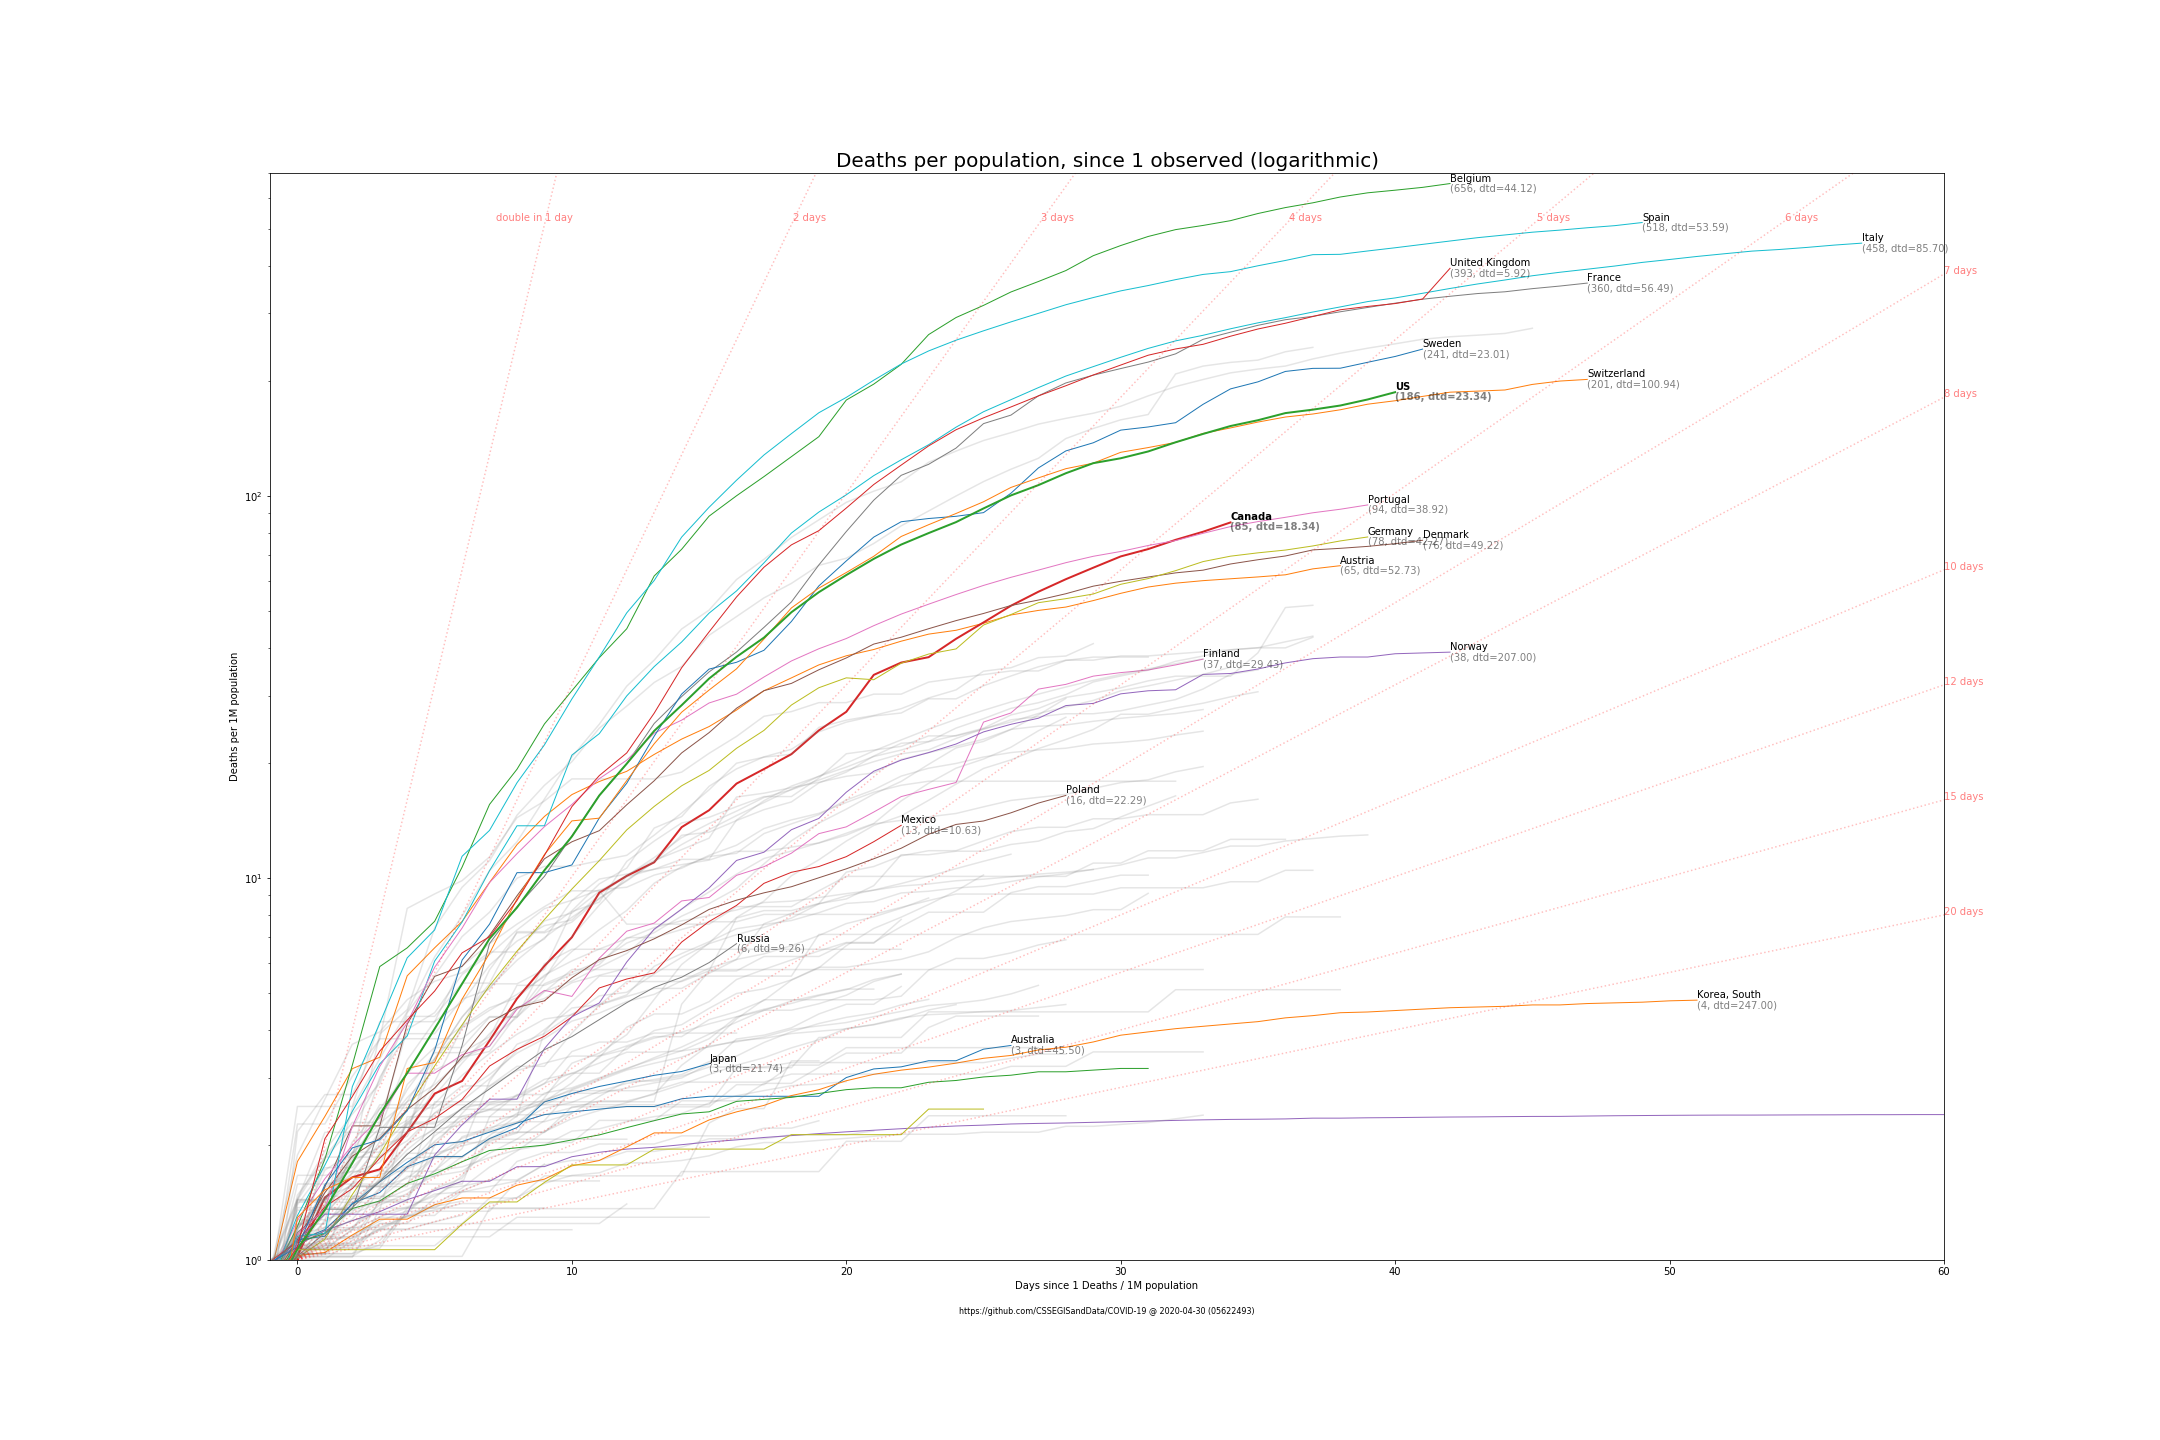 Deaths per population, since 1 observed (logarithmic)
Belgium
(656, dtd=44.12)
double in 1 day
2 days
3 days
4 days
5 days
6 days
Spain
(518, dtd=53.59)
Italy
(458, dtd=85.70)
United Kingdom
(393, dtd=5.92)
7 days
France
(360, dtd=56.49)
Sweden
(241, dtd=23.01)
Switzerland
(201, dtd=100.94)
US
(186, dtd=23.34)
8 days
10²
Portugal
(94, dtd=38.92)
Canada
(85, dtd=18.34)
Germany
(78, dtd=42.27)
Denmark
(76, dtd=49.22)
Austria
(65, dtd=52.73)
10 days
Norway
(38, dtd=207.00)
Finland
(37, dtd=29.43)
12 days
Deaths per 1M population
Poland
(16, dtd=22.29)
15 days
Mexico
(13, dtd=10.63)
10¹
20 days
Russia
(6, dtd=9.26)
Korea, South
(4, dtd=247.00)
Australia
(3, dtd=45.50)
Japan
(3, dtd=21.74)
10⁰
0 10 20 30 40 50 60
Days since 1 Deaths / 1M population
https://github.com/CSSEGISandData/COVID-19 @ 2020-04-30 (05622493)